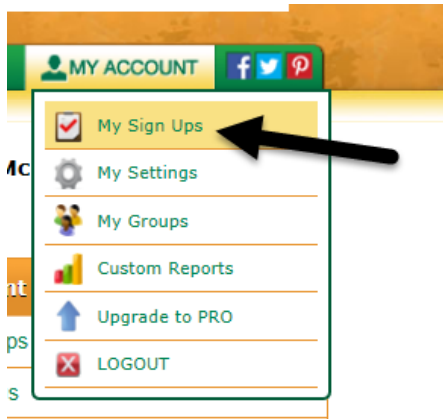 MY ACCOUNT
My Sign Ups
My Settings
My Groups
Custom Reports
Upgrade to PRO
LOGOUT